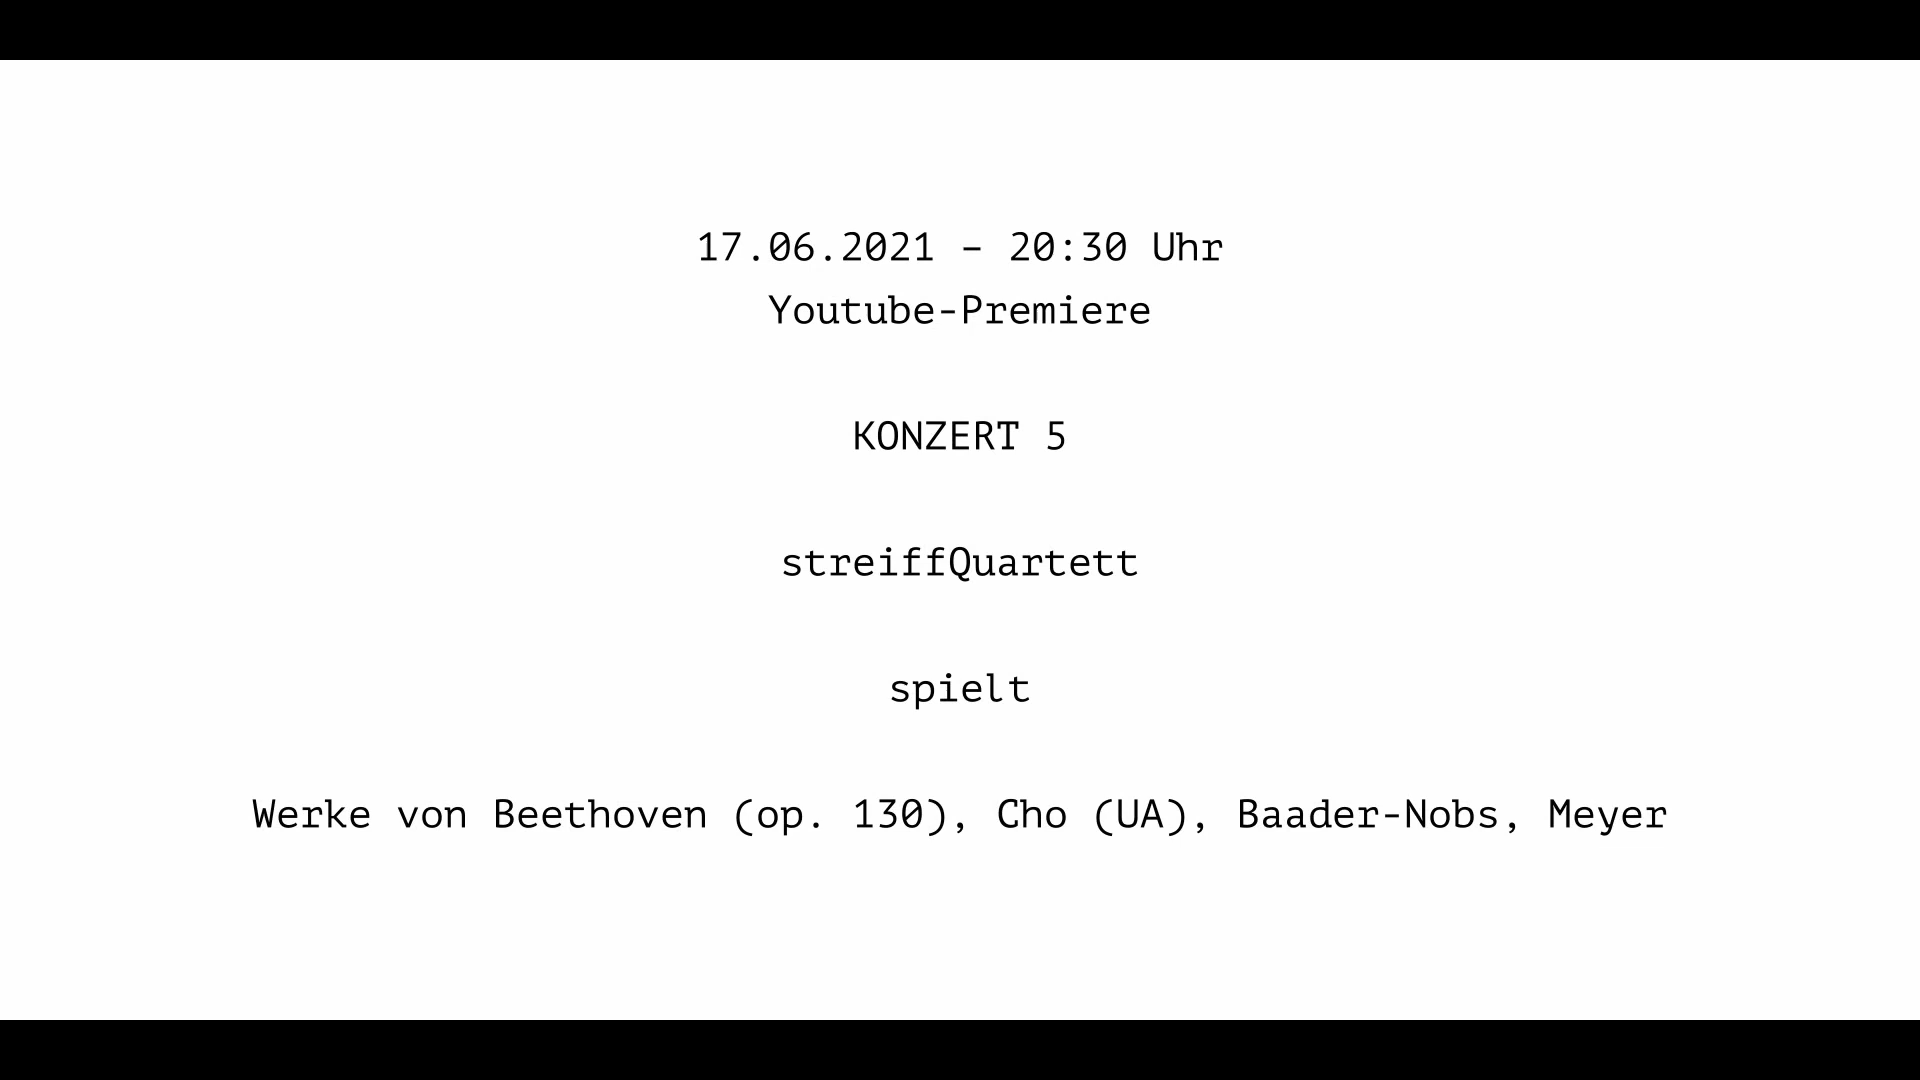 17.06.2021 – 20:30 Uhr
Youtube-Premiere
KONZERT 5
streiffQuartett
spielt
Werke von Beethoven (op. 130), Cho (UA), Baader-Nobs, Meyer